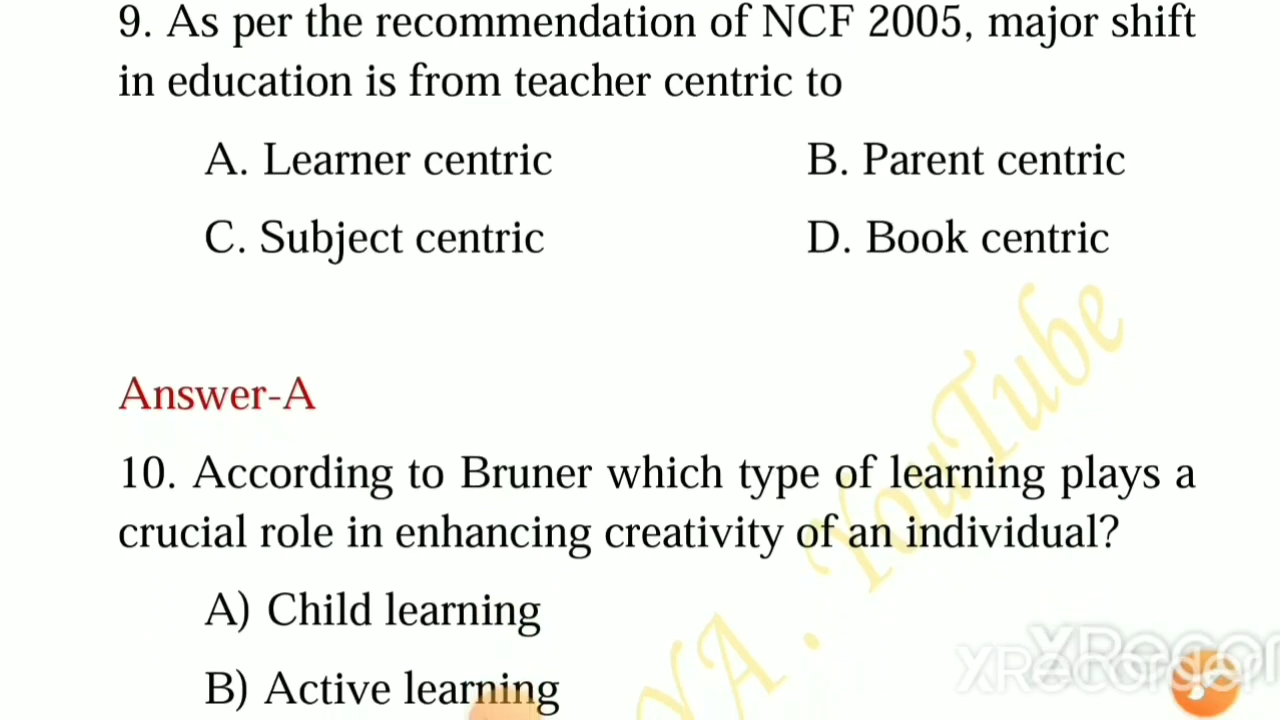 9. As per the recommendation of NCF 2005, major shift
in education is from teacher centric to
A. Learner centric B. Parent centric
C. Subject centric D. Book centric
Answer-A
10. According to Bruner which type of learning plays a
crucial role in enhancing creativity of an individual?
A) Child learning
B) Active learning
YouTube
XRecorder